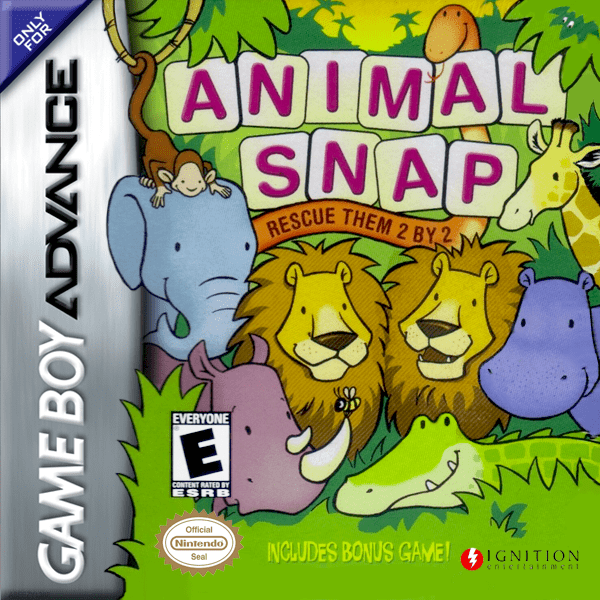 ONLY
FOR
GAME BOY ADVANCE
ANIMAL
SNAP
RESCUE THEM 2 BY 2
EVERYONE
E
CONTENT RATED BY
ESRB
Official
Nintendo
Seal
INCLUDES BONUS GAME!
IGNITION
entertainment